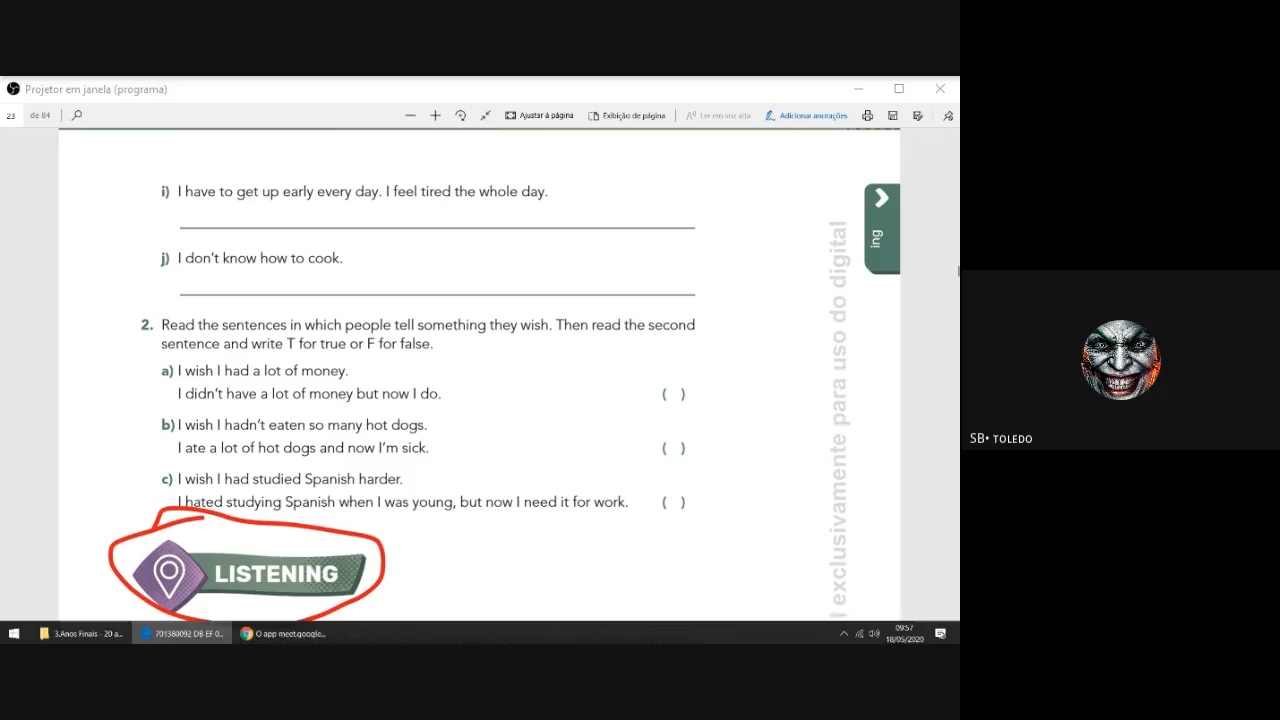 Projetor em janela (programa)
23 de 84
Ajustar à página
Exibição de página
Ler em voz alta
Adicionar anotações
i) I have to get up early every day. I feel tired the whole day.
j) I don't know how to cook.
2. Read the sentences in which people tell something they wish. Then read the second
sentence and write T for true or F for false.
a) I wish I had a lot of money.
I didn't have a lot of money but now I do. ( )
b) I wish I hadn't eaten so many hot dogs.
I ate a lot of hot dogs and now I'm sick. ( )
c) I wish I had studied Spanish harder.
I hated studying Spanish when I was young, but now I need it for work. ( )
LISTENING
ing
exclusivamente para uso do digital
SB• TOLEDO
3.Anos Finais - 20 a...
701380092 DB EF 0...
O app meet.google...
09:57
18/05/2020